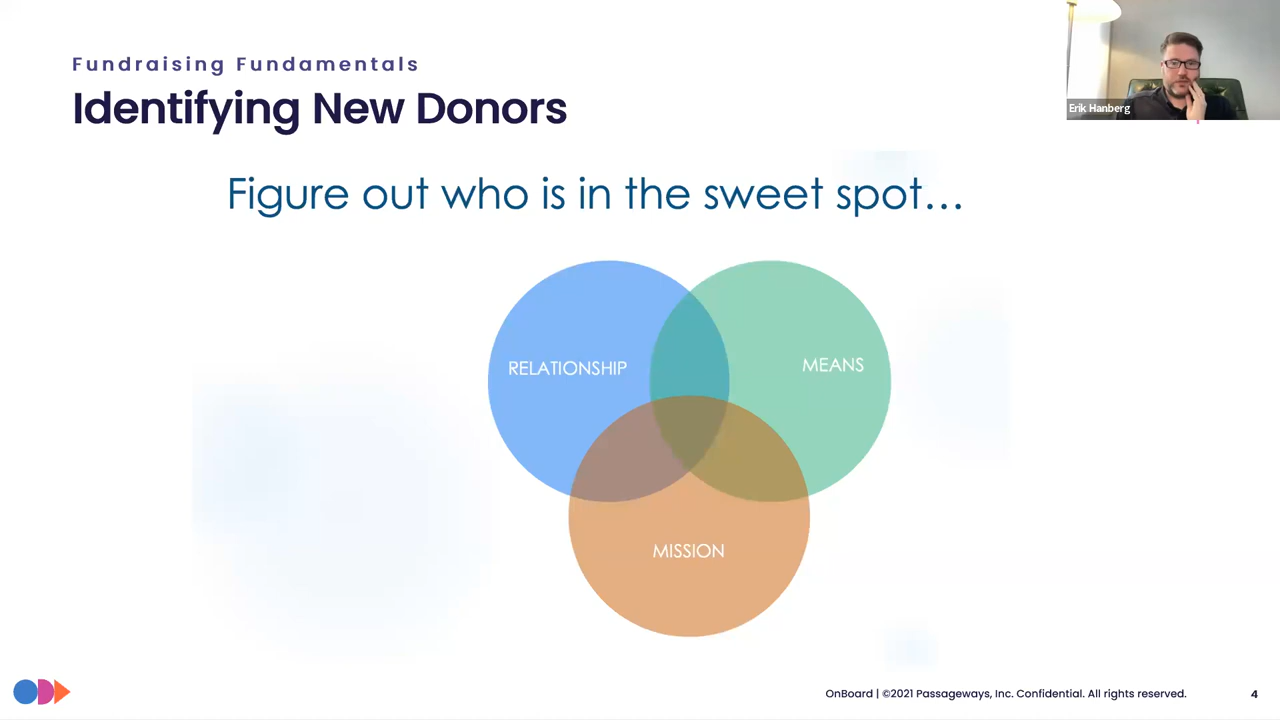 Fundraising Fundamentals
Identifying New Donors
Erik Hanberg
Figure out who is in the sweet spot…
RELATIONSHIP
MEANS
MISSION
OnBoard | ©2021 Passageways, Inc. Confidential. All rights reserved.
4